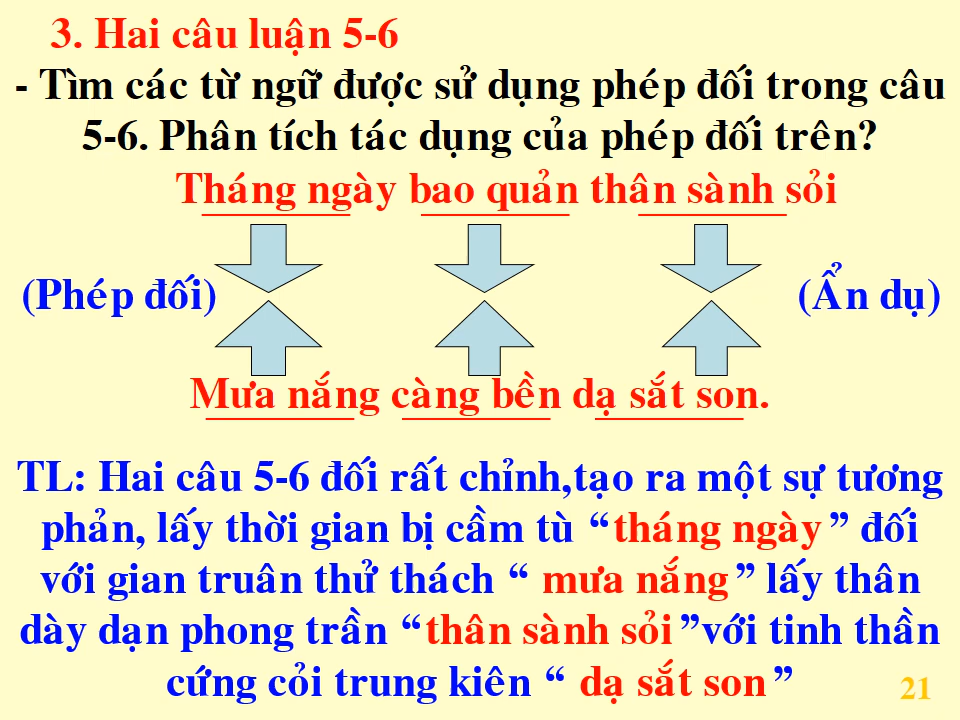 3. Hai câu luận 5-6
- Tìm các từ ngữ được sử dụng phép đối trong câu
5-6. Phân tích tác dụng của phép đối trên?
Tháng ngày bao quản thân sành sỏi
(Phép đối)
(Ẩn dụ)
Mưa nắng càng bền dạ sắt son.
TL: Hai câu 5-6 đối rất chỉnh,tạo ra một sự tương
phản, lấy thời gian bị cầm tù “tháng ngày ” đối
với gian truân thử thách “ mưa nắng ” lấy thân
dày dạn phong trần “thân sành sỏi ”với tinh thần
cứng cỏi trung kiên “ dạ sắt son ”
21